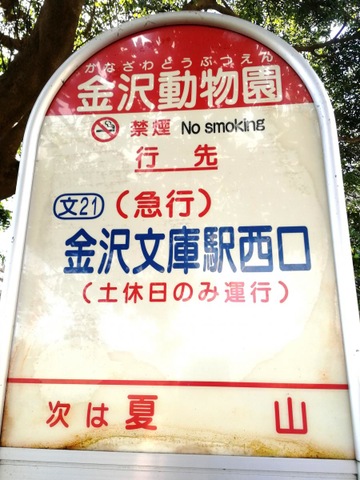 かなざわどうぶつえん
金沢動物園
禁煙 No smoking
行先
文21 (急行)
金沢文庫駅西口
(土休日のみ運行)
次は 夏山